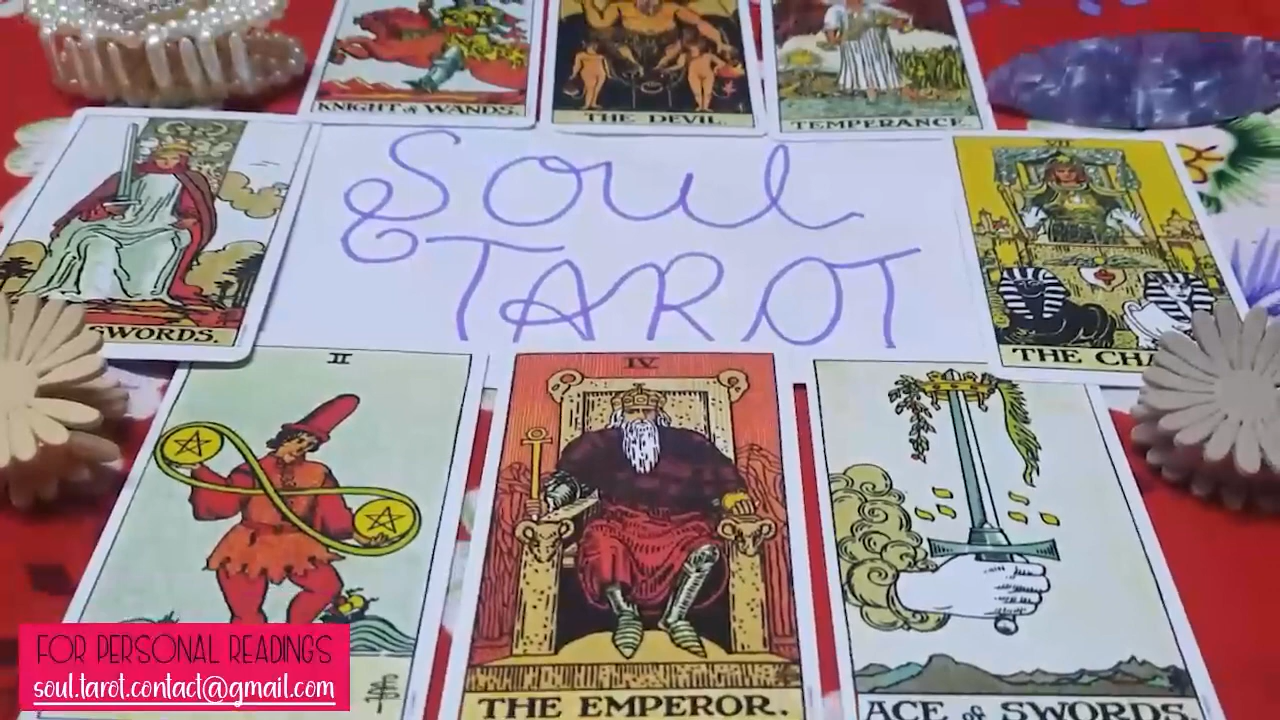 KNIGHT of WANDS.
THE DEVIL.
TEMPERANCE.
Soul
TAROT
SWORDS.
VII
THE CHA
II
IV
THE EMPEROR.
ACE of SWORDS.
FOR PERSONAL READINGS
soul.tarot.contact@gmail.com